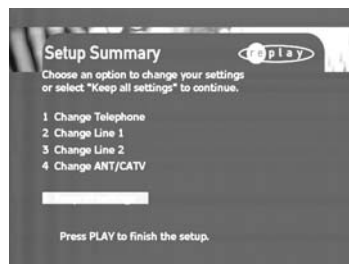 Setup Summary
replay
Choose an option to change your settings
or select "Keep all settings" to continue.
1 Change Telephone
2 Change Line 1
3 Change Line 2
4 Change ANT/CATV
Press PLAY to finish the setup.